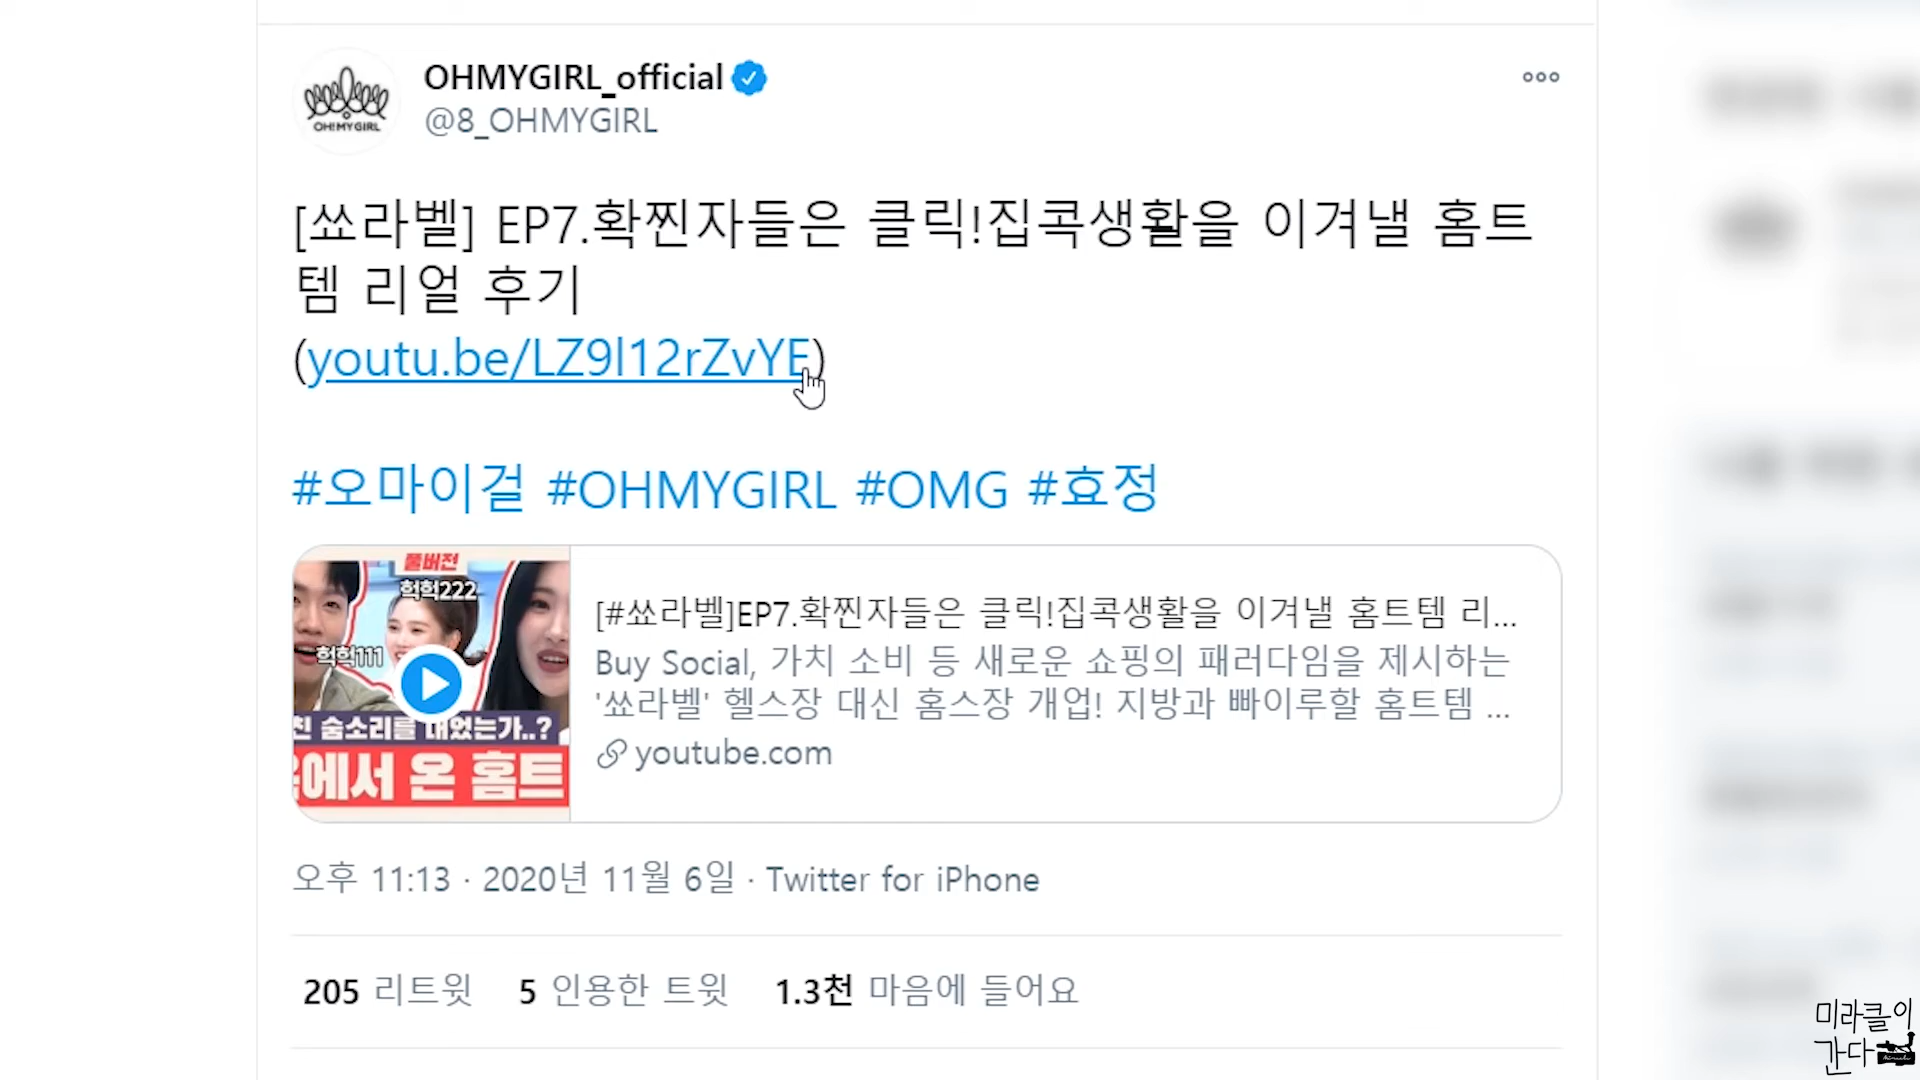 OHMYGIRL_official
@8_OHMYGIRL
OH!MYGIRL
[쑈라벨] EP7.확찐자들은 클릭!집콕생활을 이겨낼 홈트
템 리얼 후기
(youtu.be/LZ9l12rZvYE)
#오마이걸 #OHMYGIRL #OMG #효정
풀버전
헉헉222
헉헉111
친 숨소리를 내었는가..?
에서 온 홈트
[#쑈라벨]EP7.확찐자들은 클릭!집콕생활을 이겨낼 홈트템 리...
Buy Social, 가치 소비 등 새로운 쇼핑의 패러다임을 제시하는
'쑈라벨' 헬스장 대신 홈스장 개업! 지방과 빠이루할 홈트템 ...
youtube.com
오후 11:13 · 2020년 11월 6일 · Twitter for iPhone
205 리트윗 5 인용한 트윗 1.3천 마음에 들어요
미라클이
간다